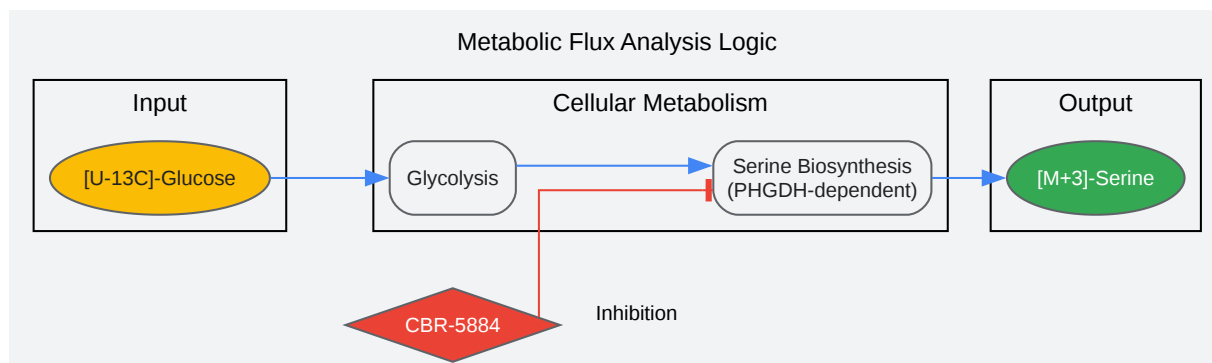 Metabolic Flux Analysis Logic
Input
Cellular Metabolism
Output
[U-13C]-Glucose
Glycolysis
Serine Biosynthesis
(PHGDH-dependent)
[M+3]-Serine
CBR-5884
Inhibition